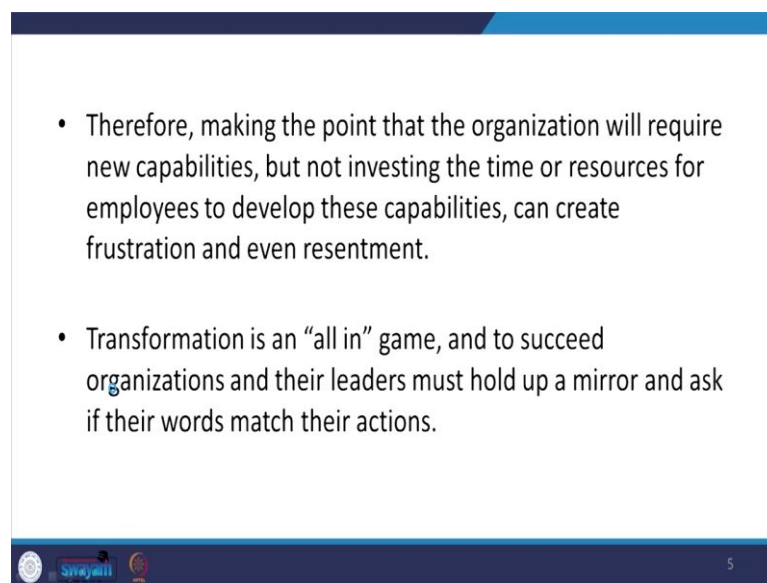 • Therefore, making the point that the organization will require
new capabilities, but not investing the time or resources for
employees to develop these capabilities, can create
frustration and even resentment.
• Transformation is an “all in” game, and to succeed
organizations and their leaders must hold up a mirror and ask
if their words match their actions.
swayam
5